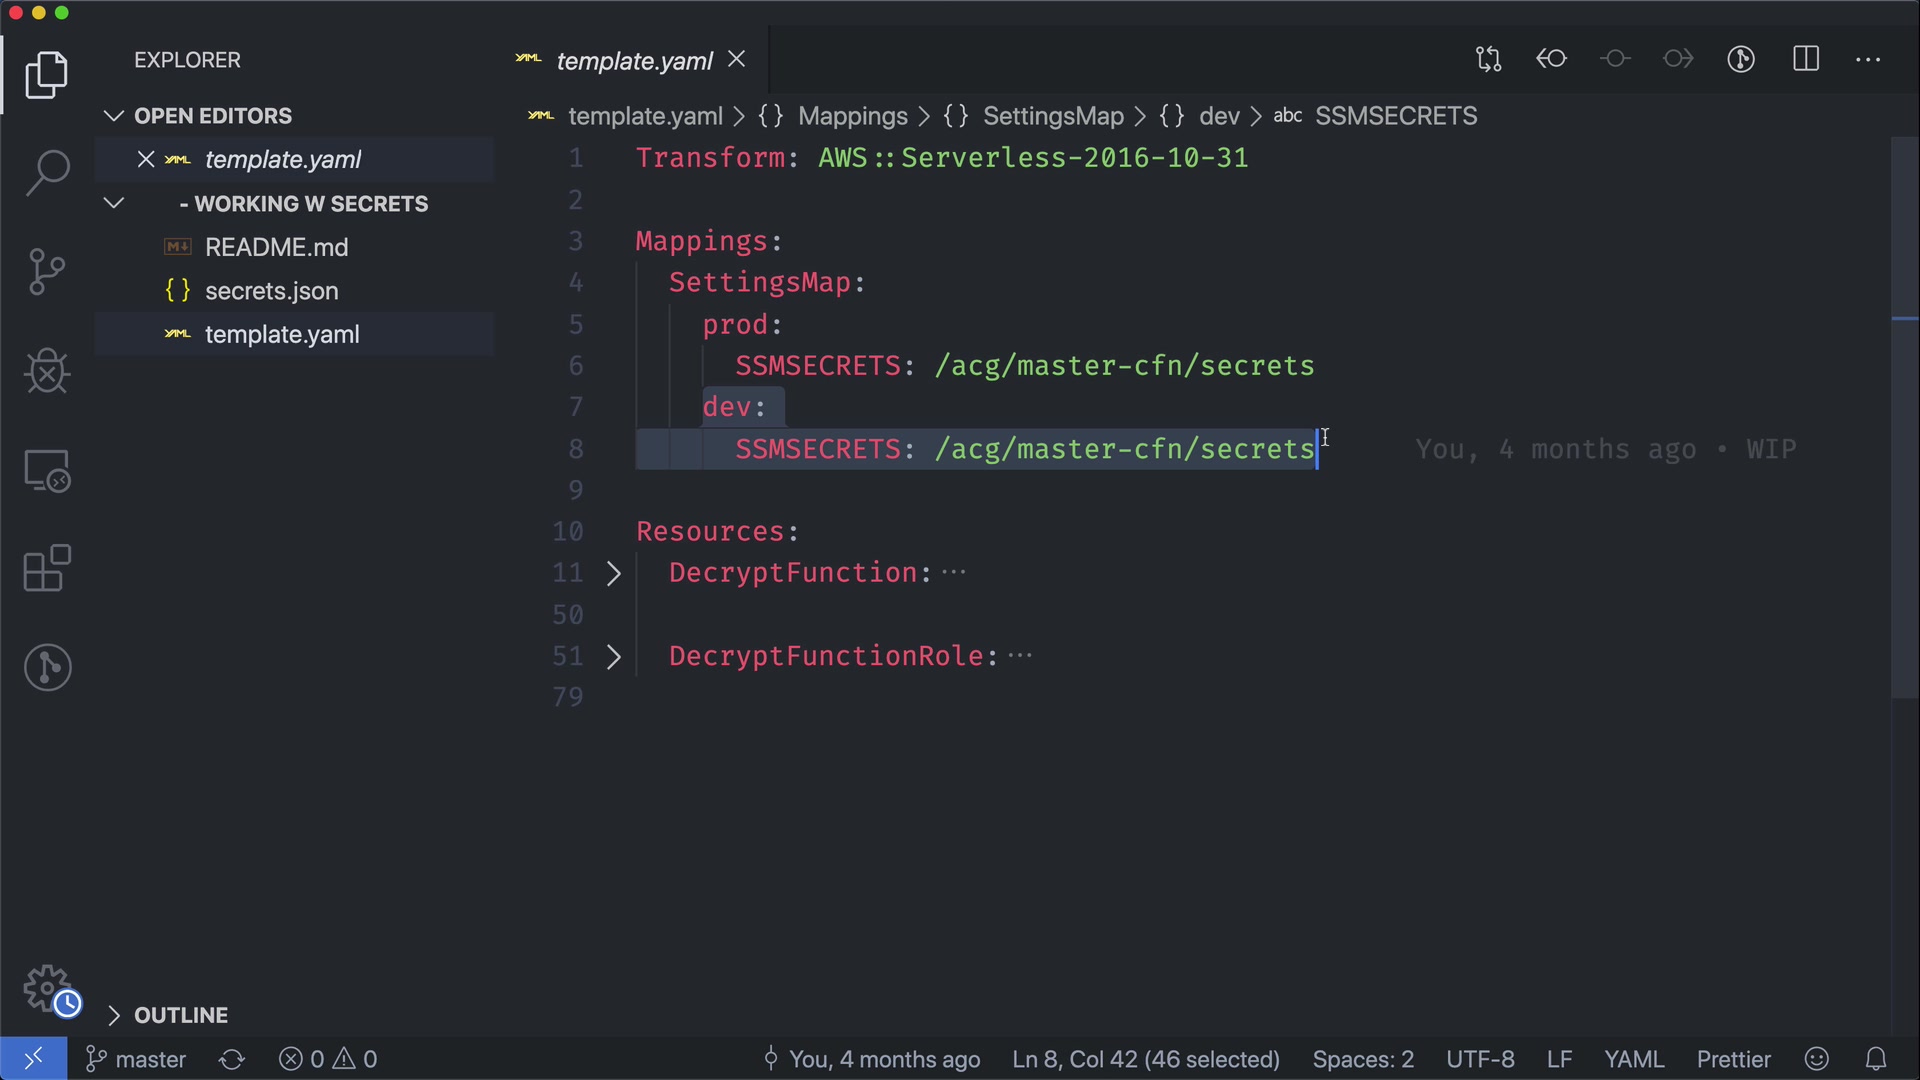 EXPLORER
OPEN EDITORS
template.yaml
- WORKING W SECRETS
README.md
secrets.json
template.yaml
OUTLINE
template.yaml
template.yaml > {} Mappings > {} SettingsMap > {} dev > abc SSMSECRETS
1 Transform: AWS::Serverless-2016-10-31
2
3 Mappings:
4 SettingsMap:
5 prod:
6 SSMSECRETS: /acg/master-cfn/secrets
7 dev:
8 SSMSECRETS: /acg/master-cfn/secrets You, 4 months ago • WIP
9
10 Resources:
11 DecryptFunction: ···
50
51 DecryptFunctionRole: ···
79
master 0 0 You, 4 months ago Ln 8, Col 42 (46 selected) Spaces: 2 UTF-8 LF YAML Prettier